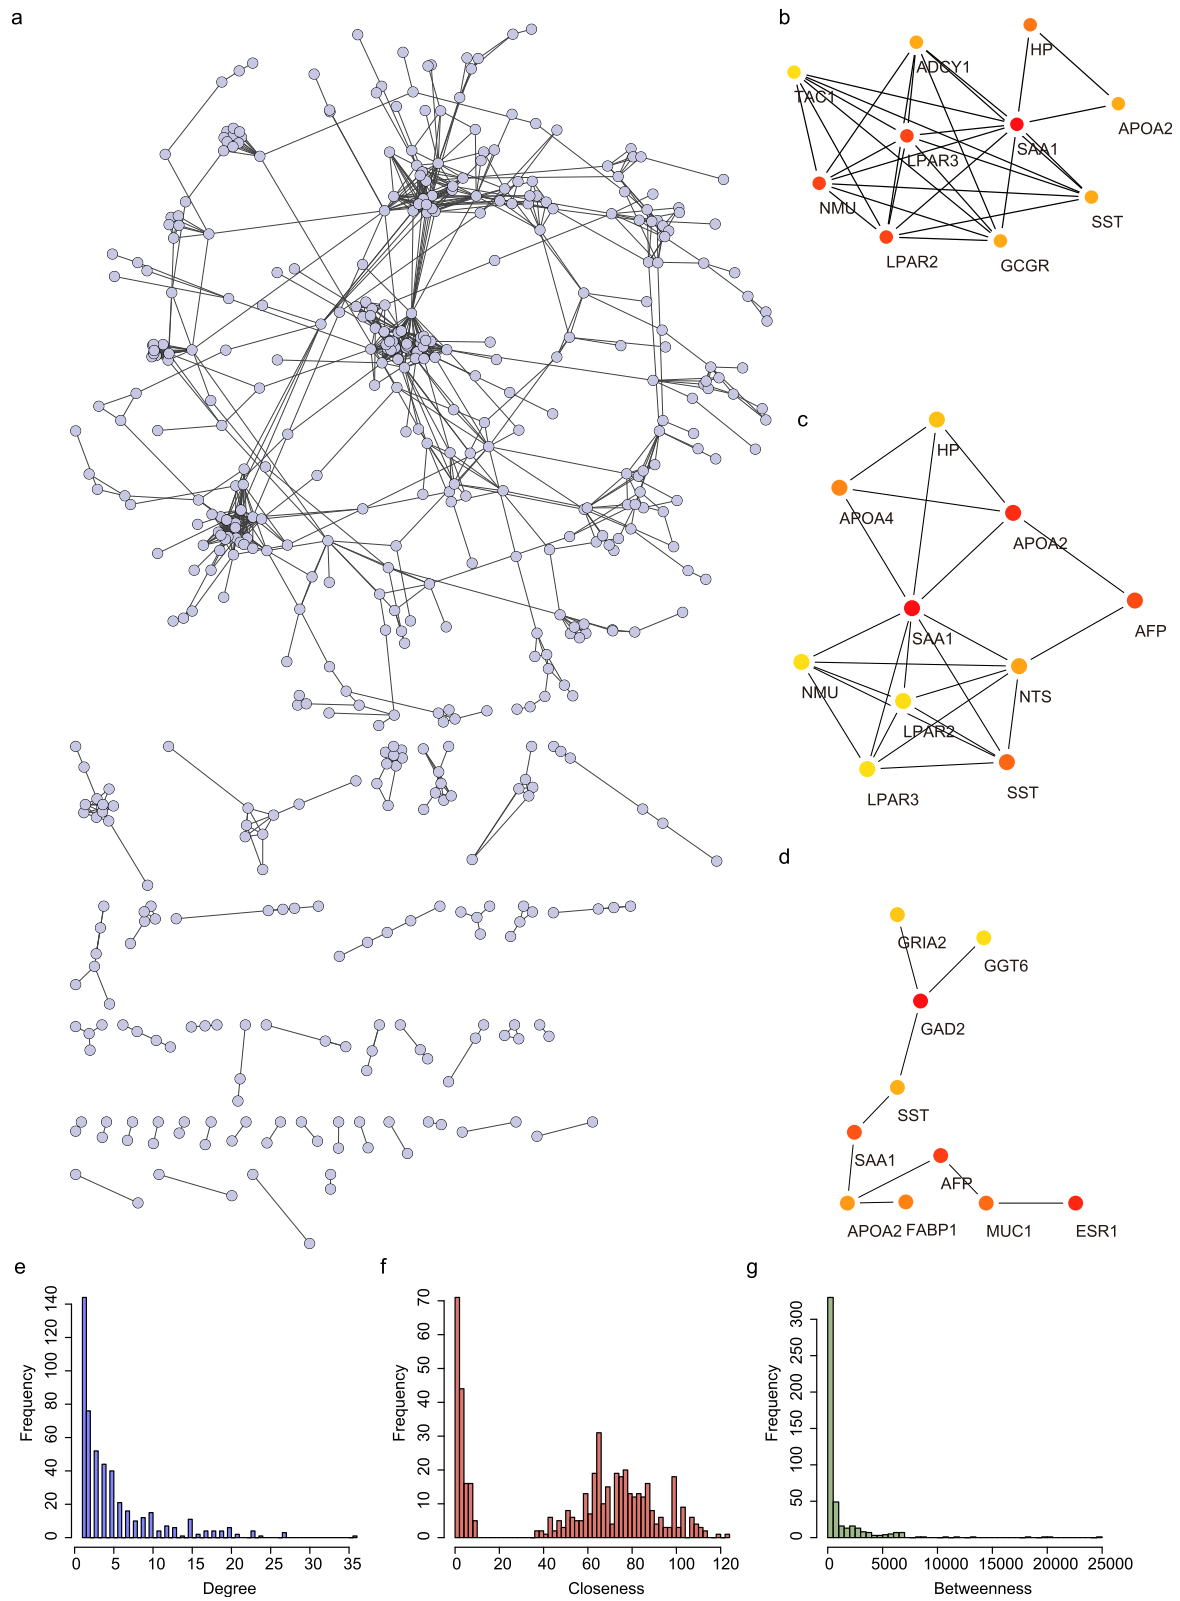 a
b
HP
ADCY1
TAC1
APOA2
SAA1
LPAR3
NMU
SST
LPAR2
GCGR
c
HP
APOA4
APOA2
AFP
SAA1
NMU
NTS
LPAR2
LPAR3
SST
d
GRIA2
GGT6
GAD2
SST
SAA1
AFP
APOA2 FABP1 MUC1 ESR1
e
Frequency
0 20 40 60 80 100 120 140
0 5 10 15 20 25 30 35
Degree
f
Frequency
0 10 20 30 40 50 60 70
0 20 40 60 80 100 120
Closeness
g
Frequency
0 50 100 150 200 250 300
0 5000 10000 15000 20000 25000
Betweenness